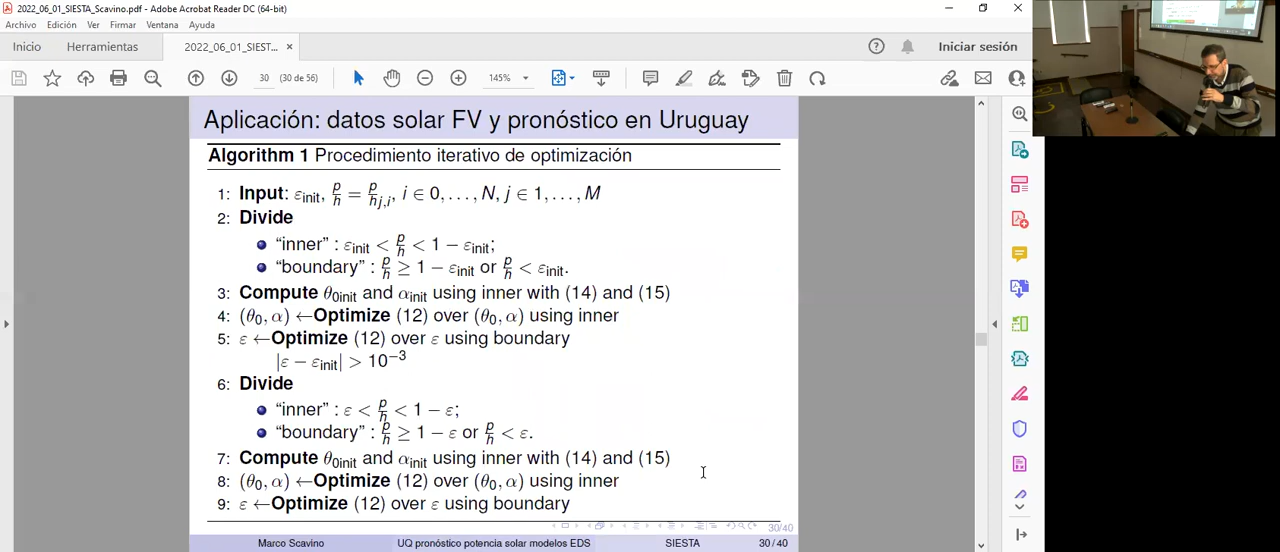 2022_06_01_SIESTA_Scavino.pdf - Adobe Acrobat Reader DC (64-bit)
Archivo Edición Ver Firmar Ventana Ayuda
Inicio Herramientas 2022_06_01_SIEST... × Iniciar sesión
30 (30 de 56) 145%
Aplicación: datos solar FV y pronóstico en Uruguay
Algorithm 1 Procedimiento iterativo de optimización
1: Input: ε_init, p/h = p/h_{j,i}, i ∈ 0, . . . , N, j ∈ 1, . . . , M
2: Divide
● “inner” : ε_init < p/h < 1 − ε_init;
● “boundary” : p/h ≥ 1 − ε_init or p/h < ε_init.
3: Compute θ_0init and α_init using inner with (14) and (15)
4: (θ_0, α) ←Optimize (12) over (θ_0, α) using inner
5: ε ←Optimize (12) over ε using boundary
|ε − ε_init| > 10^−3
6: Divide
● “inner” : ε < p/h < 1 − ε;
● “boundary” : p/h ≥ 1 − ε or p/h < ε.
7: Compute θ_0init and α_init using inner with (14) and (15)
8: (θ_0, α) ←Optimize (12) over (θ_0, α) using inner
9: ε ←Optimize (12) over ε using boundary
30/40
Marco Scavino UQ pronóstico potencia solar modelos EDS SIESTA 30 / 40